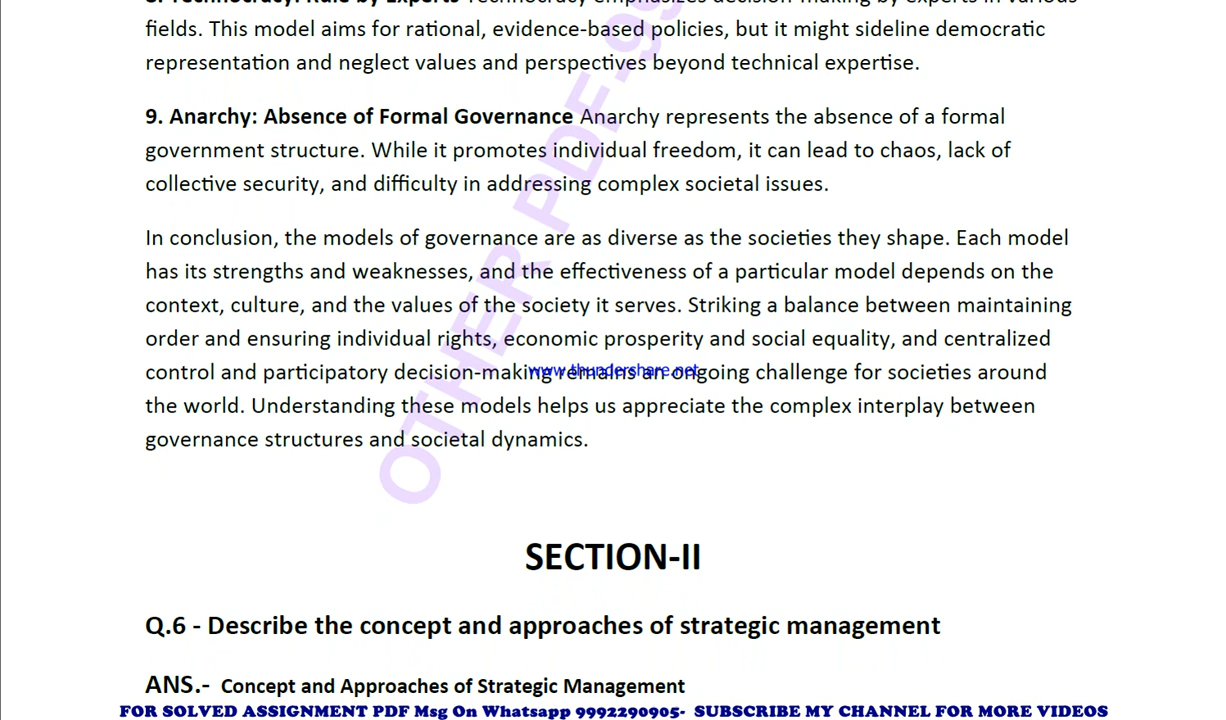 fields. This model aims for rational, evidence-based policies, but it might sideline democratic
representation and neglect values and perspectives beyond technical expertise.
9. Anarchy: Absence of Formal Governance Anarchy represents the absence of a formal
government structure. While it promotes individual freedom, it can lead to chaos, lack of
collective security, and difficulty in addressing complex societal issues.
In conclusion, the models of governance are as diverse as the societies they shape. Each model
has its strengths and weaknesses, and the effectiveness of a particular model depends on the
context, culture, and the values of the society it serves. Striking a balance between maintaining
order and ensuring individual rights, economic prosperity and social equality, and centralized
control and participatory decision-making remains an ongoing challenge for societies around
www.thundershare.net
the world. Understanding these models helps us appreciate the complex interplay between
governance structures and societal dynamics.
OTHER PDF-99
SECTION-II
Q.6 - Describe the concept and approaches of strategic management
ANS.- Concept and Approaches of Strategic Management
FOR SOLVED ASSIGNMENT PDF Msg On Whatsapp 9992290905- SUBSCRIBE MY CHANNEL FOR MORE VIDEOS